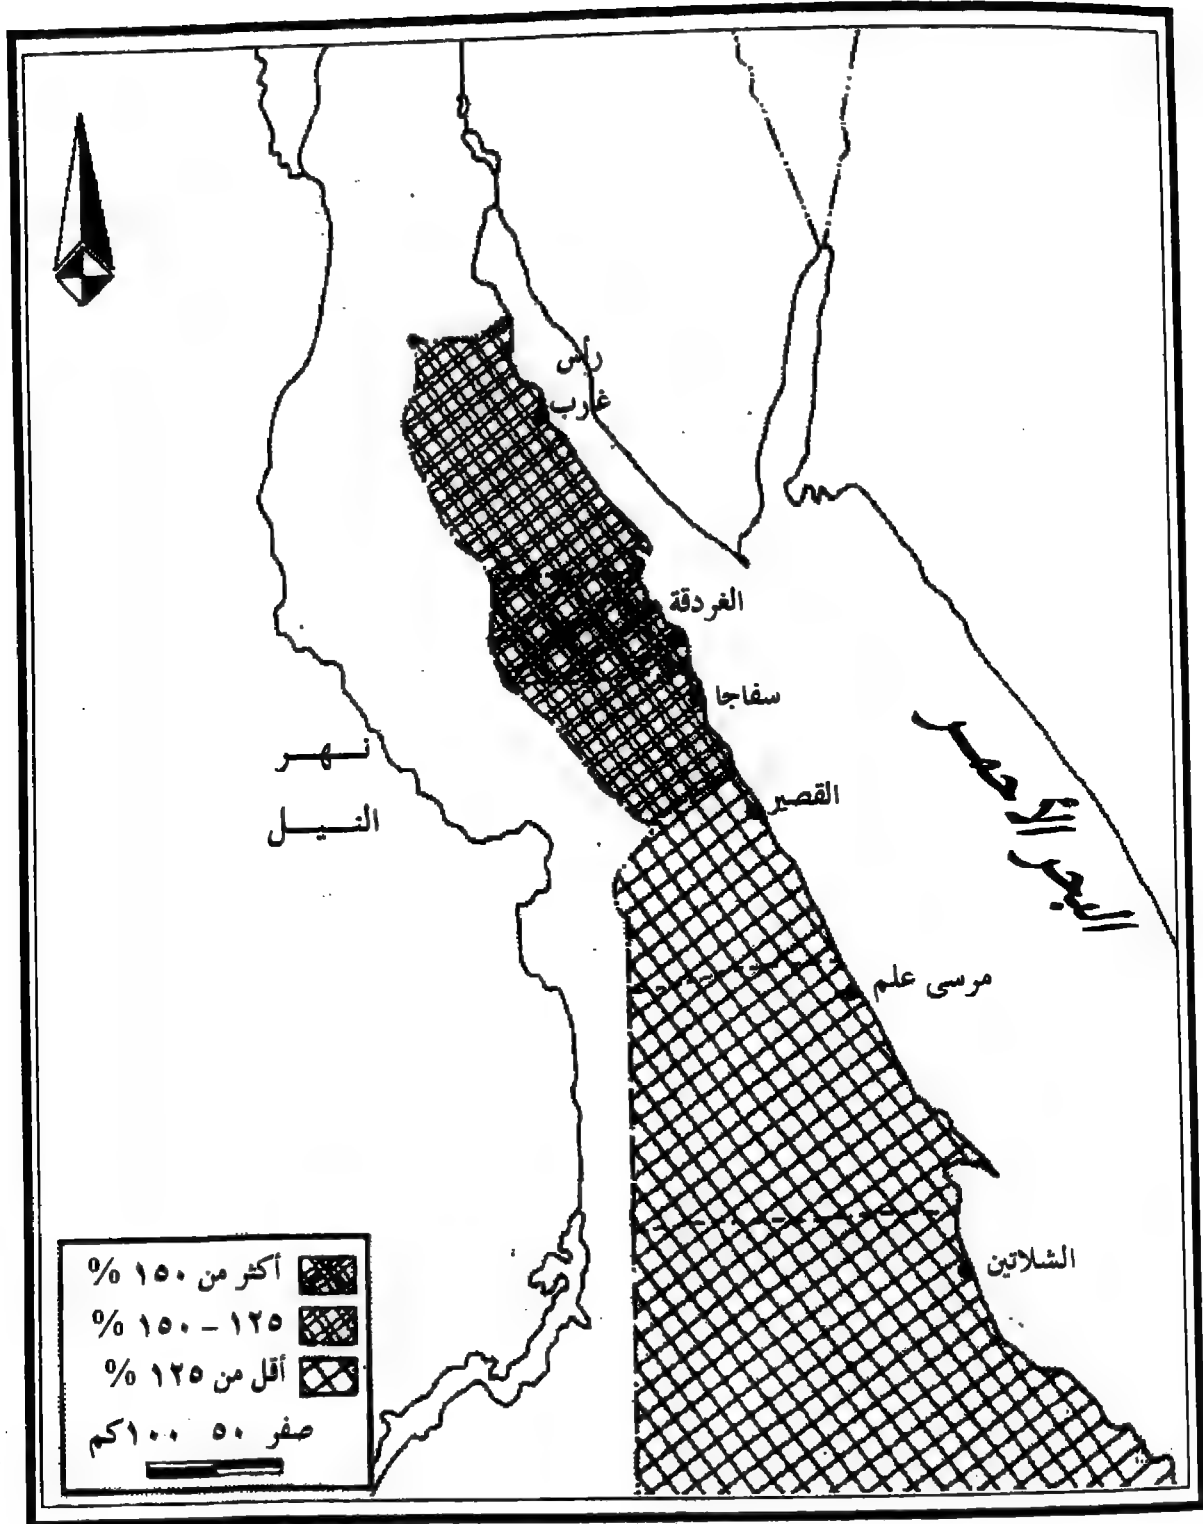 رأس
غارب
الغردقة
سفاجا
نهر
النيل
القصير
البحر الأحمر
مرسى علم
الشلاتين
أكثر من ١٥٠ %
١٢٥ – ١٥٠ %
أقل من ١٢٥ %
صفر ٥٠ ١٠٠كم